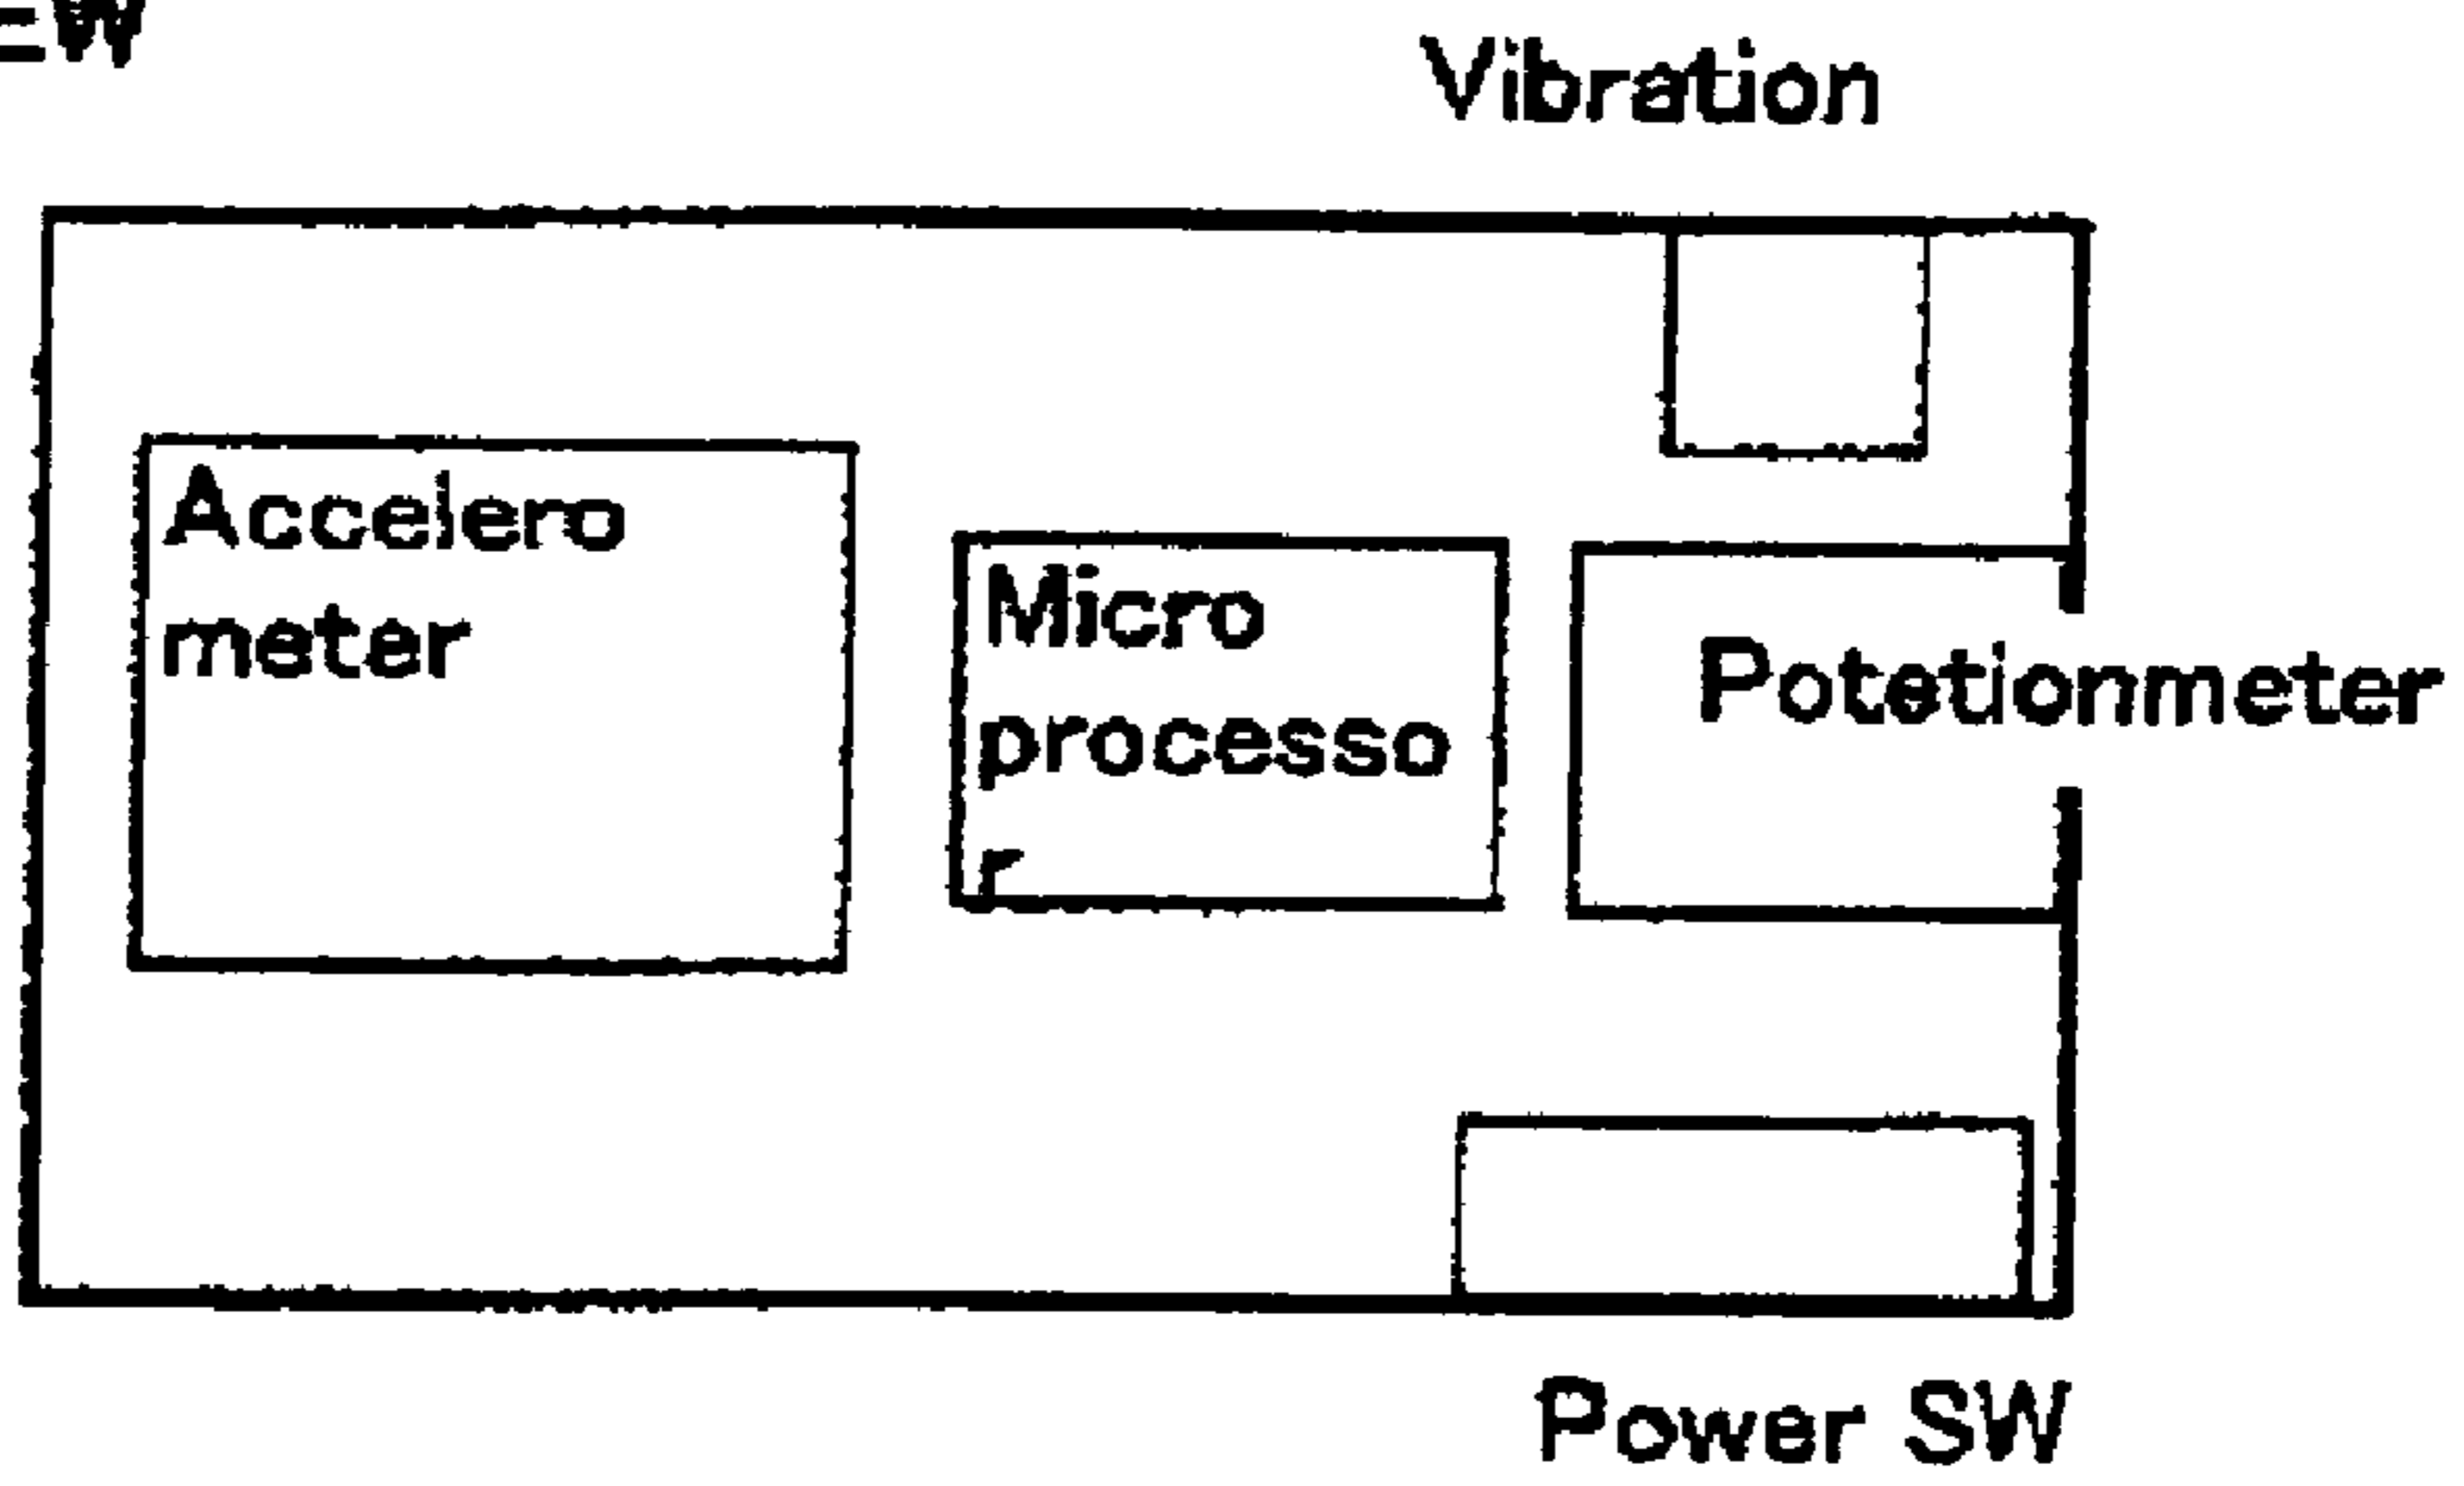 Vibration
Accelero
meter
Micro
processo
r
Potetionmeter
Power SW